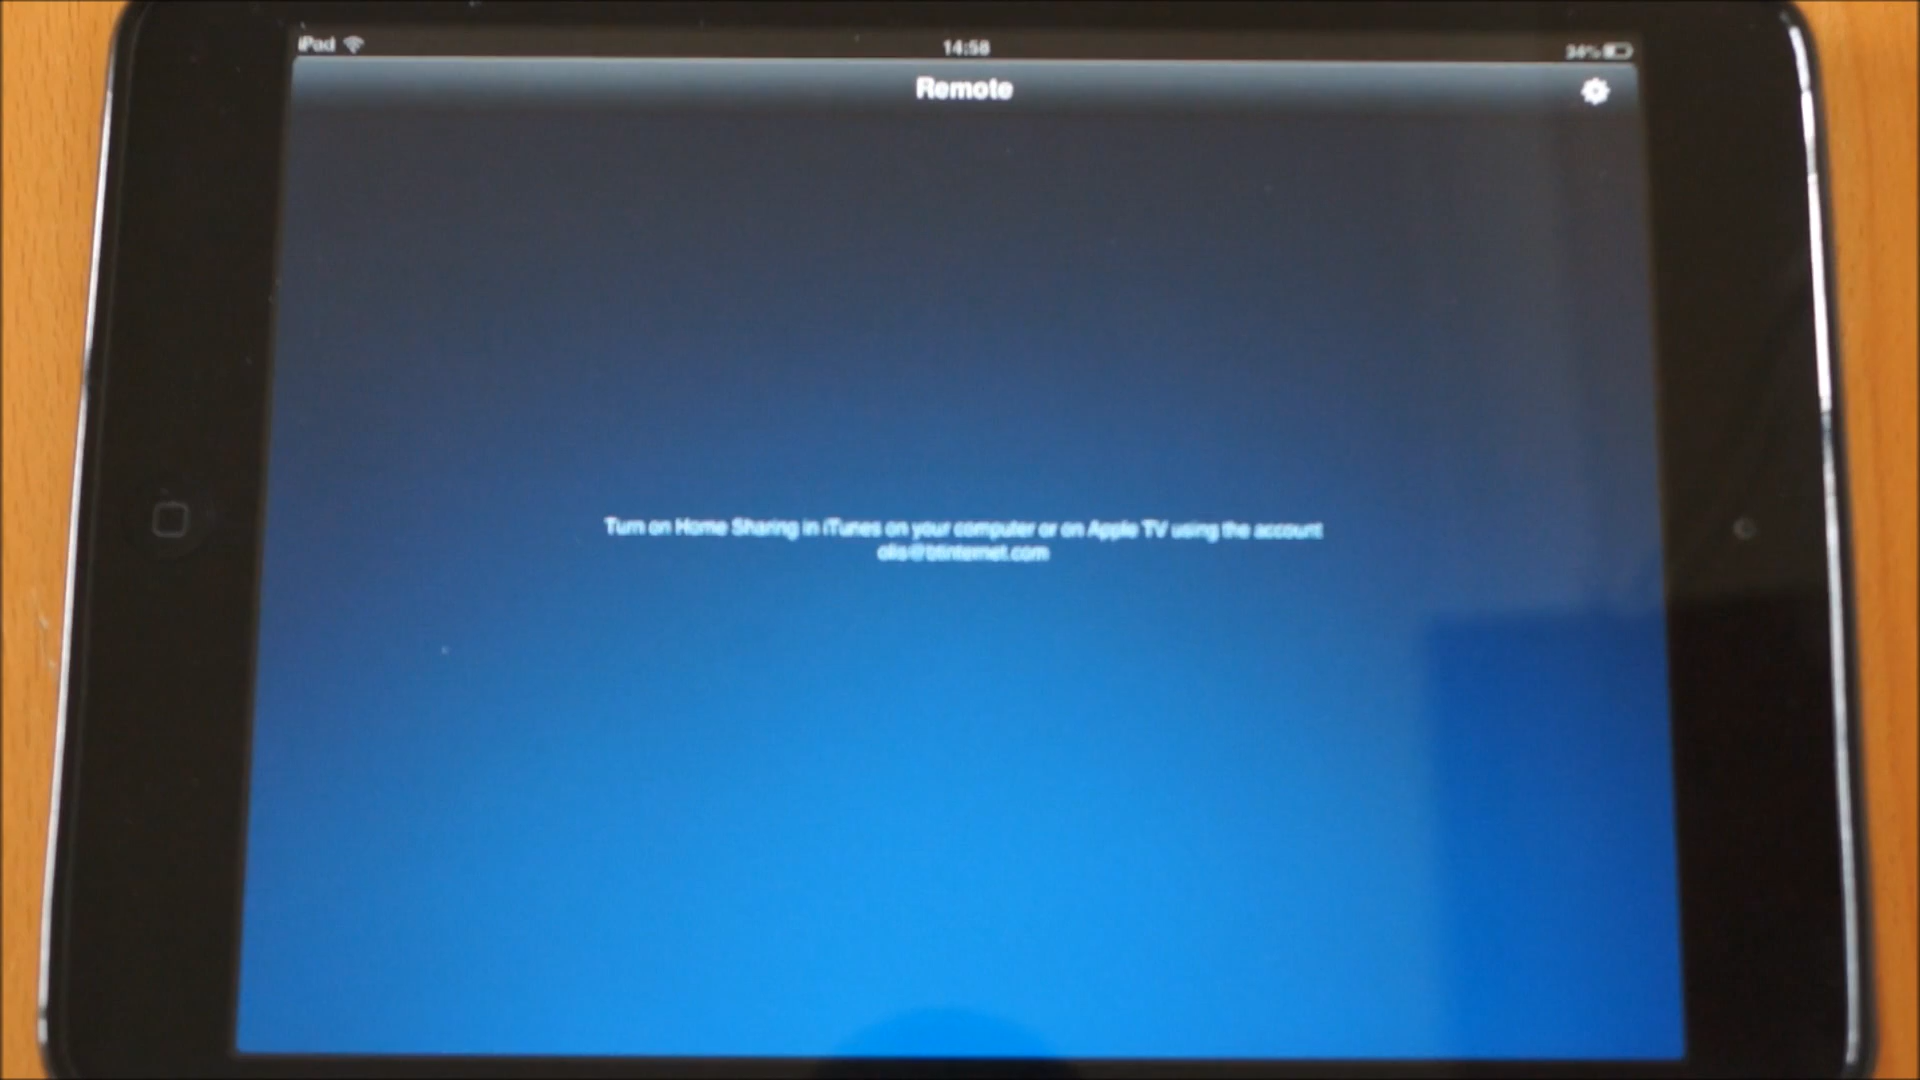 iPad
14:58
34%
Remote
Turn on Home Sharing in iTunes on your computer or on Apple TV using the account